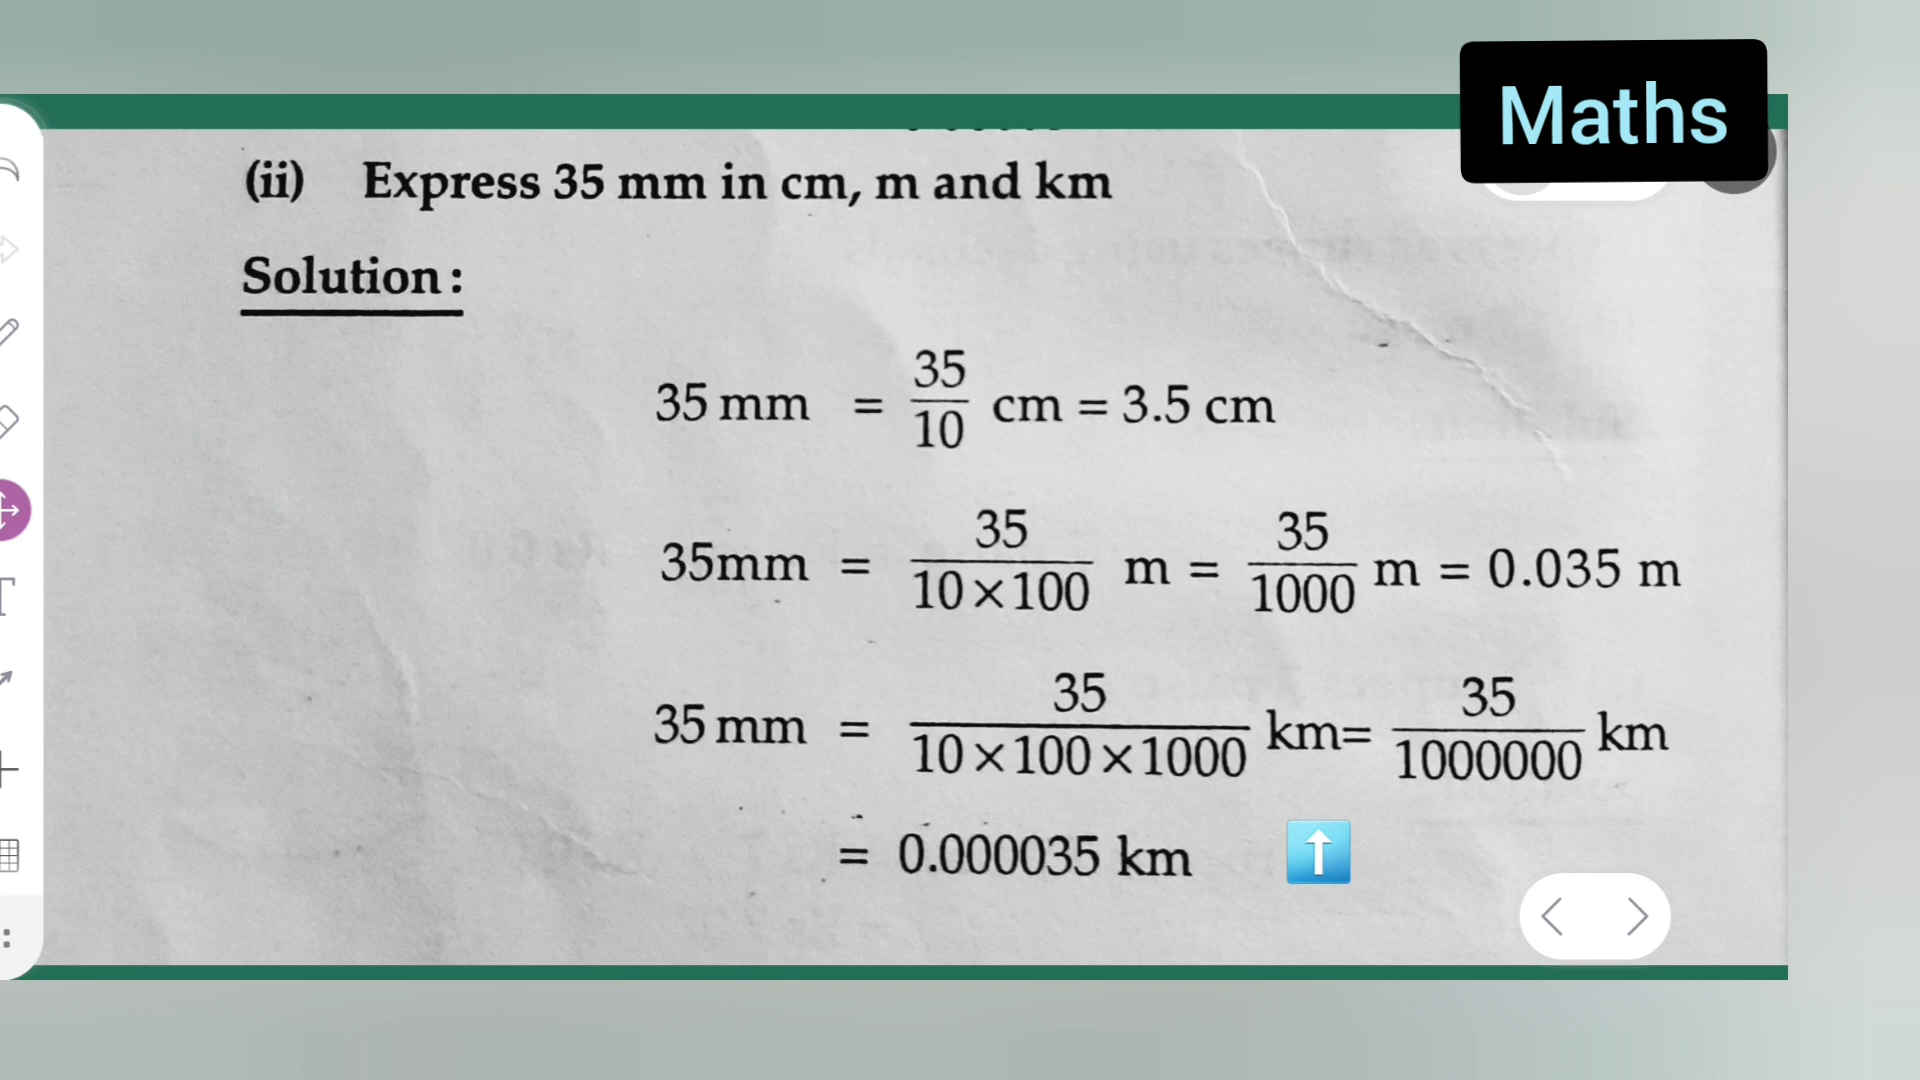 Maths
(ii) Express 35 mm in cm, m and km
Solution :
35 mm = 35/10 cm = 3.5 cm
35mm = 35/10×100 m = 35/1000 m = 0.035 m
35 mm = 35/10×100×1000 km= 35/1000000 km
= 0.000035 km